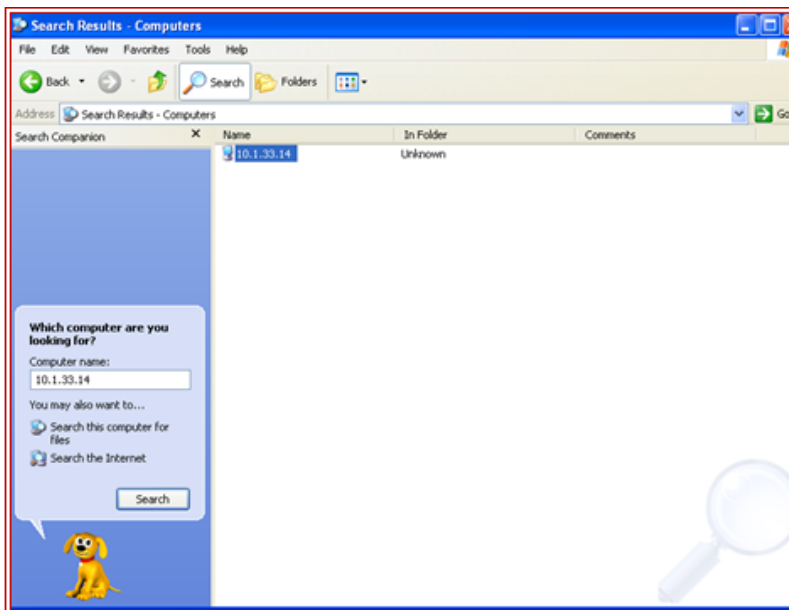 Search Results - Computers
File Edit View Favorites Tools Help
Back Search Folders
Address Search Results - Computers Go
Search Companion X Name In Folder Comments
10.1.33.14 Unknown
Which computer are you
looking for?
Computer name:
10.1.33.14
You may also want to...
Search this computer for
files
Search the Internet
Search